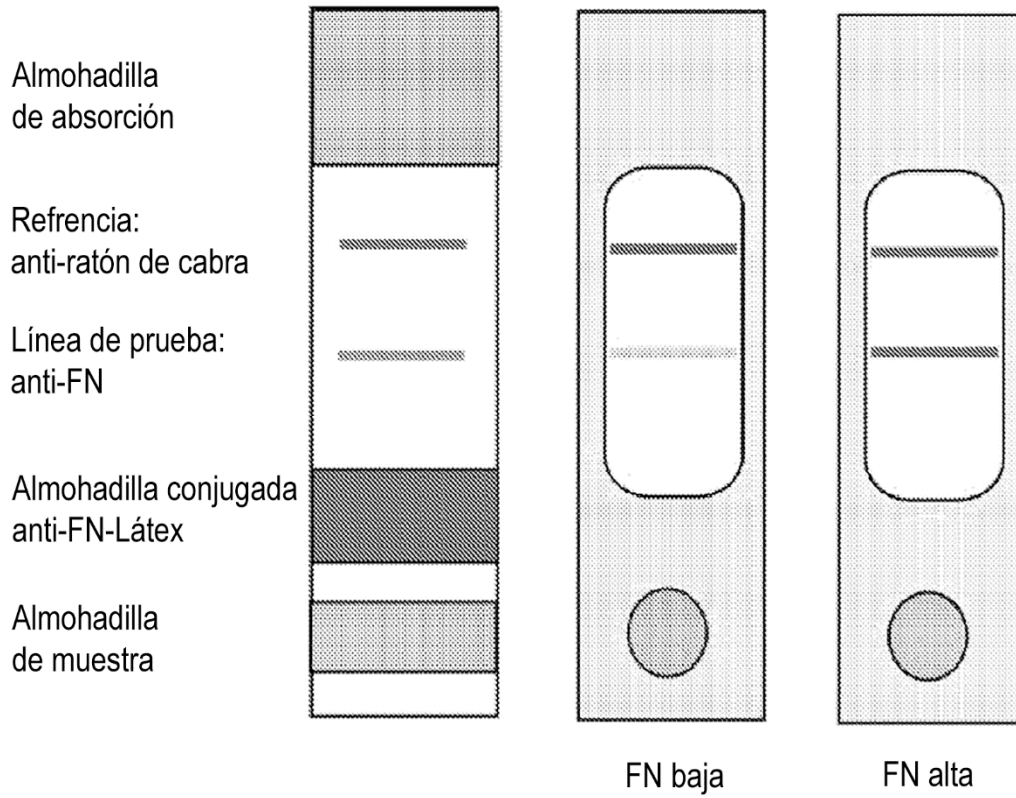 Almohadilla
de absorción
Refrencia:
anti-ratón de cabra
Línea de prueba:
anti-FN
Almohadilla conjugada
anti-FN-Látex
Almohadilla
de muestra
FN baja
FN alta